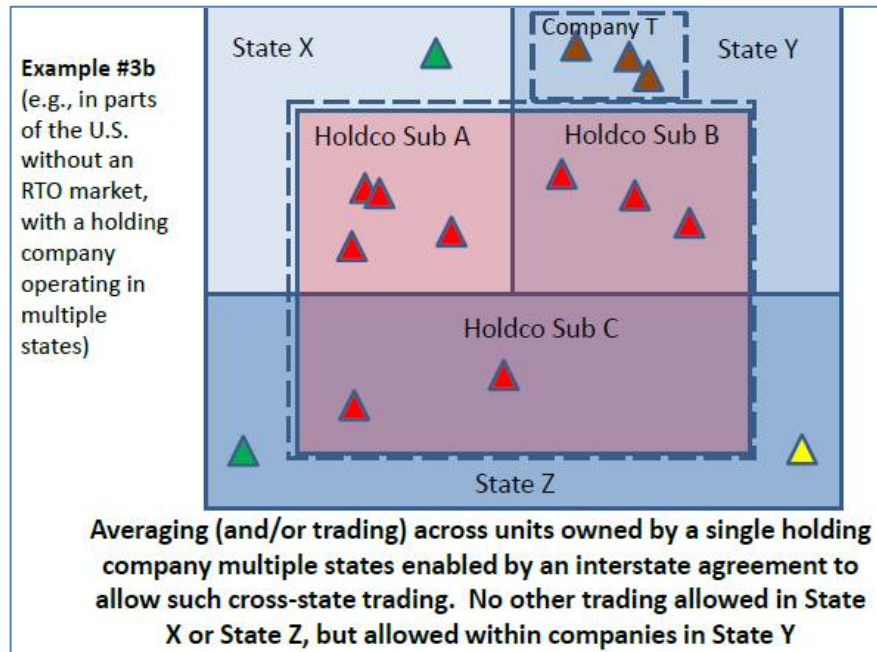 Example #3b
(e.g., in parts
of the U.S.
without an
RTO market,
with a holding
company
operating in
multiple
states)
State X
Company T
State Y
Holdco Sub A
Holdco Sub B
Holdco Sub C
State Z
Averaging (and/or trading) across units owned by a single holding
company multiple states enabled by an interstate agreement to
allow such cross-state trading.  No other trading allowed in State
X or State Z, but allowed within companies in State Y